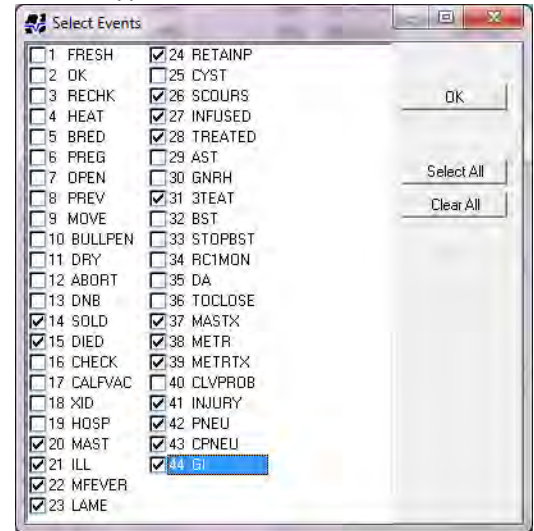 Select Events
1 FRESH
2 OK
3 RECHK
4 HEAT
5 BRED
6 PREG
7 OPEN
8 PREV
9 MOVE
10 BULLPEN
11 DRY
12 ABORT
13 DNB
14 SOLD
15 DIED
16 CHECK
17 CALFVAC
18 XID
19 HOSP
20 MAST
21 ILL
22 MFEVER
23 LAME
24 RETAINP
25 CYST
26 SCOURS
27 INFUSED
28 TREATED
29 AST
30 GNRH
31 3TEAT
32 BST
33 STOPBST
34 RC1MON
35 DA
36 TOCLOSE
37 MASTX
38 METR
39 METRTX
40 CLVPROB
41 INJURY
42 PNEU
43 CPNEU
44 GI
OK
Select All
Clear All